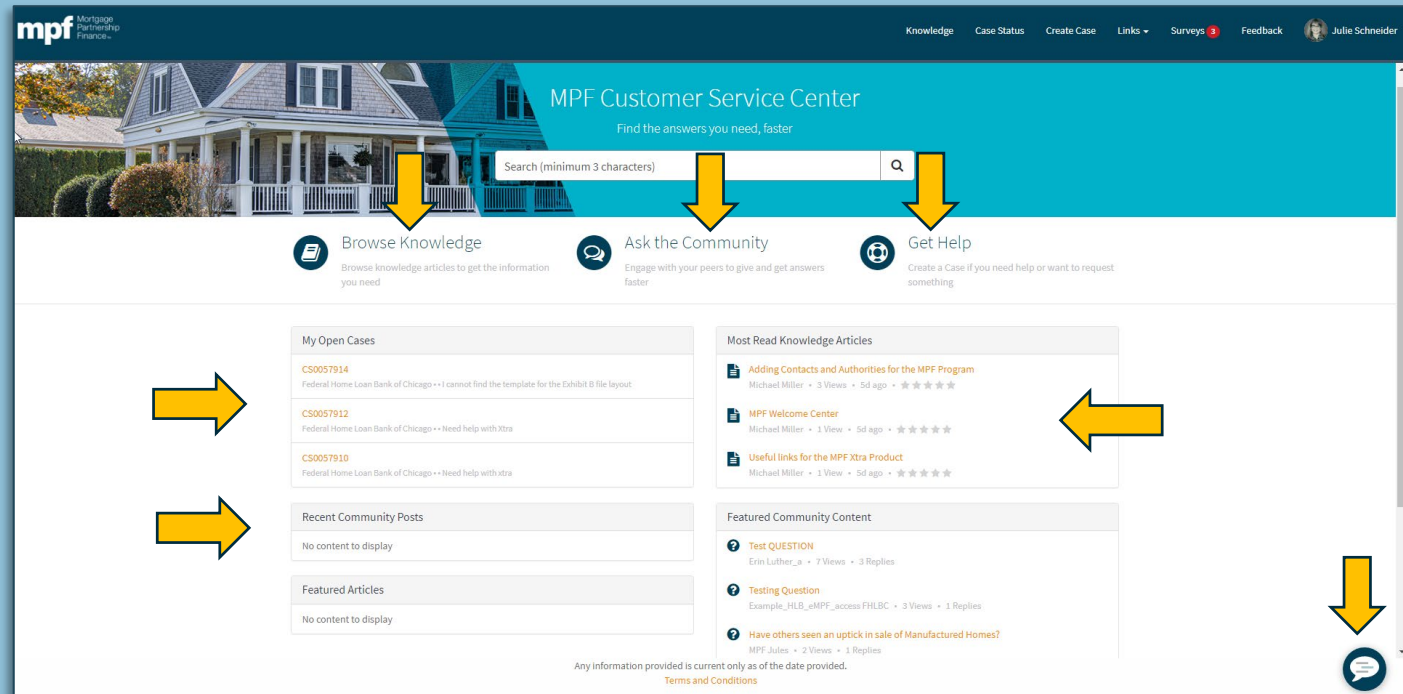 mpf Mortgage
Partnership
Finance℠
Knowledge Case Status Create Case Links Surveys 3 Feedback Julie Schneider
MPF Customer Service Center
Find the answers you need, faster
Search (minimum 3 characters)
Browse Knowledge
Browse knowledge articles to get the information
you need
Ask the Community
Engage with your peers to give and get answers
faster
Get Help
Create a Case if you need help or want to request
something
My Open Cases
CS0057914
Federal Home Loan Bank of Chicago • • I cannot find the template for the Exhibit B file layout
CS0057912
Federal Home Loan Bank of Chicago • • Need help with Xtra
CS0057910
Federal Home Loan Bank of Chicago • • Need help with xtra
Most Read Knowledge Articles
Adding Contacts and Authorities for the MPF Program
Michael Miller • 3 Views • 5d ago •
MPF Welcome Center
Michael Miller • 1 View • 5d ago •
Useful links for the MPF Xtra Product
Michael Miller • 1 View • 5d ago •
Recent Community Posts
No content to display
Featured Articles
No content to display
Featured Community Content
Test QUESTION
Erin Luther_a • 7 Views • 3 Replies
Testing Question
Example_HLB_eMPF_access FHLBC • 3 Views • 1 Replies
Have others seen an uptick in sale of Manufactured Homes?
MPF Jules • 2 Views • 1 Replies
Any information provided is current only as of the date provided.
Terms and Conditions